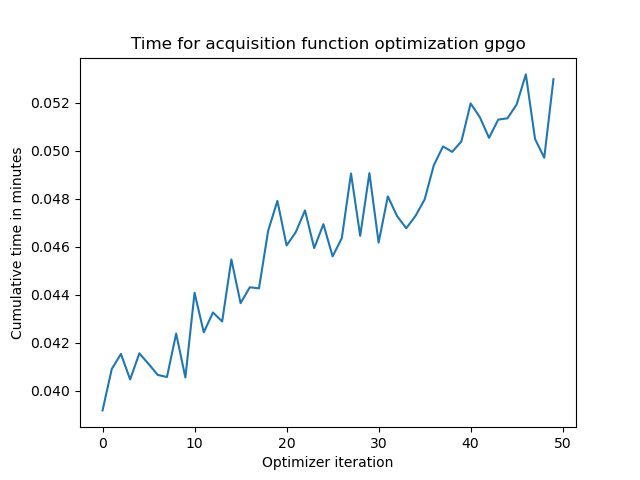 Time for acquisition function optimization gpgo
Cumulative time in minutes
0.052
0.050
0.048
0.046
0.044
0.042
0.040
0 10 20 30 40 50
Optimizer iteration